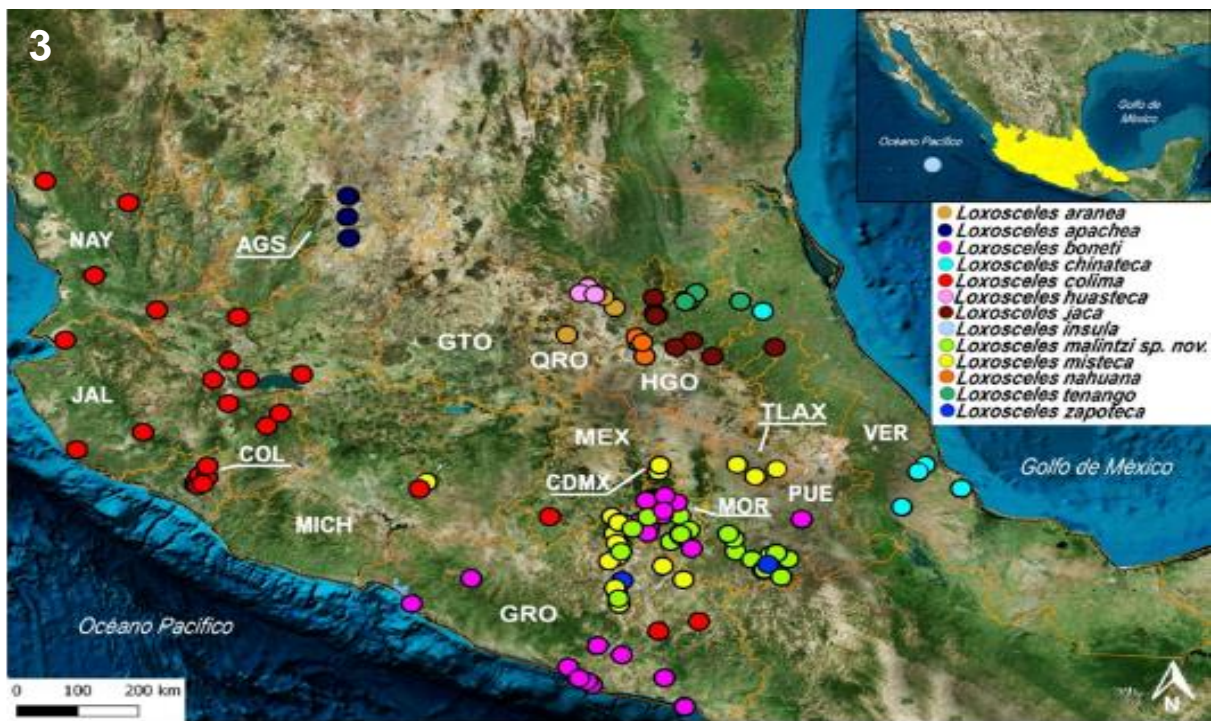 3
Golfo de
México
Océano Pacífico
Loxosceles aranea
Loxosceles apachea
Loxosceles boneti
Loxosceles chinateca
Loxosceles colima
Loxosceles huasteca
Loxosceles jaca
Loxosceles insula
Loxosceles malintzi sp. nov.
Loxosceles misteca
Loxosceles nahuana
Loxosceles tenango
Loxosceles zapoteca
NAY
AGS
GTO
QRO
HGO
JAL
TLAX
MEX
VER
COL
CDMX
PUE
MOR
MICH
Golfo de México
GRO
Océano Pacífico
0 100 200 km
N